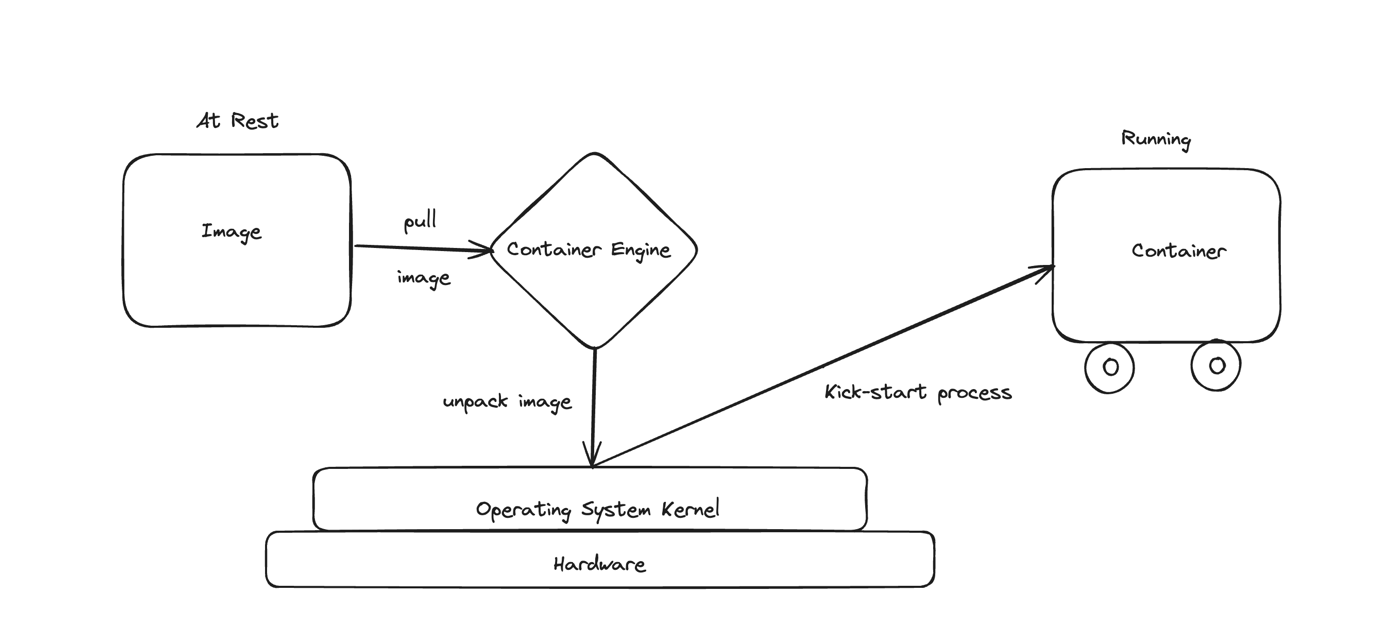 At Rest
Running
Image
pull
image
Container Engine
Container
unpack image
Kick-start process
Operating System Kernel
Hardware